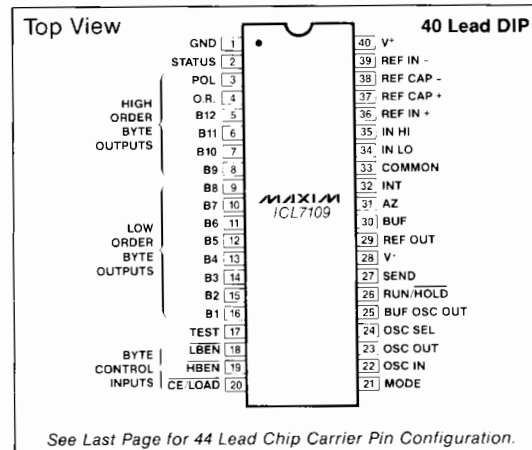 Top View
40 Lead DIP
GND 1
STATUS 2
POL 3
O.R. 4
B12 5
B11 6
B10 7
B9 8
B8 9
B7 10
B6 11
B5 12
B4 13
B3 14
B2 15
B1 16
TEST 17
LBEN 18
HBEN 19
CE/LOAD 20
HIGH
ORDER
BYTE
OUTPUTS
LOW
ORDER
BYTE
OUTPUTS
BYTE
CONTROL
INPUTS
MAXIM
ICL7109
40 V+
39 REF IN -
38 REF CAP -
37 REF CAP +
36 REF IN +
35 IN HI
34 IN LO
33 COMMON
32 INT
31 AZ
30 BUF
29 REF OUT
28 V-
27 SEND
26 RUN/HOLD
25 BUF OSC OUT
24 OSC SEL
23 OSC OUT
22 OSC IN
21 MODE
See Last Page for 44 Lead Chip Carrier Pin Configuration.